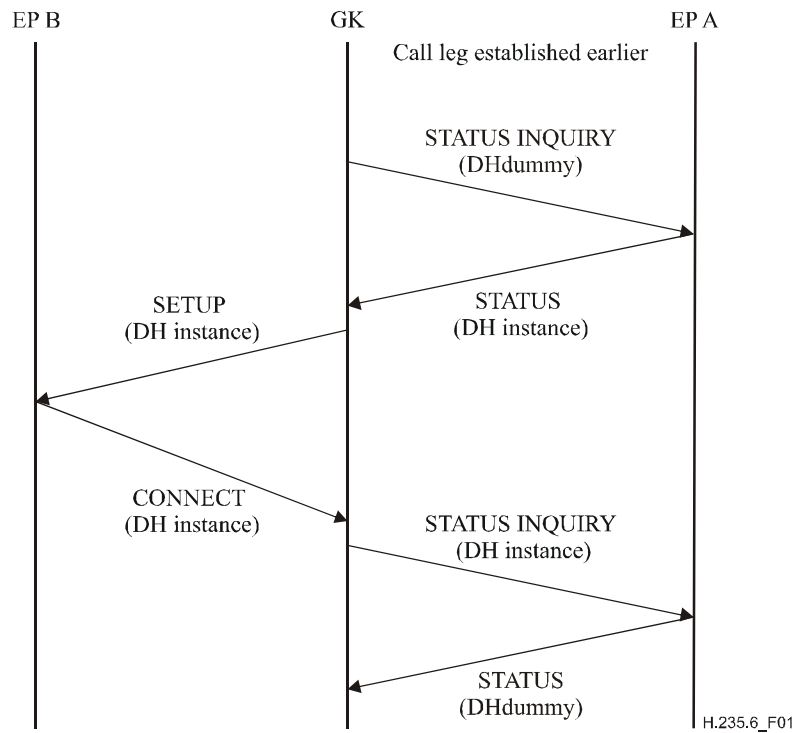 EP B
GK
EP A
Call leg established earlier
STATUS INQUIRY
(DHdummy)
SETUP
(DH instance)
STATUS
(DH instance)
CONNECT
(DH instance)
STATUS INQUIRY
(DH instance)
STATUS
(DHdummy)
H.235.6_F01